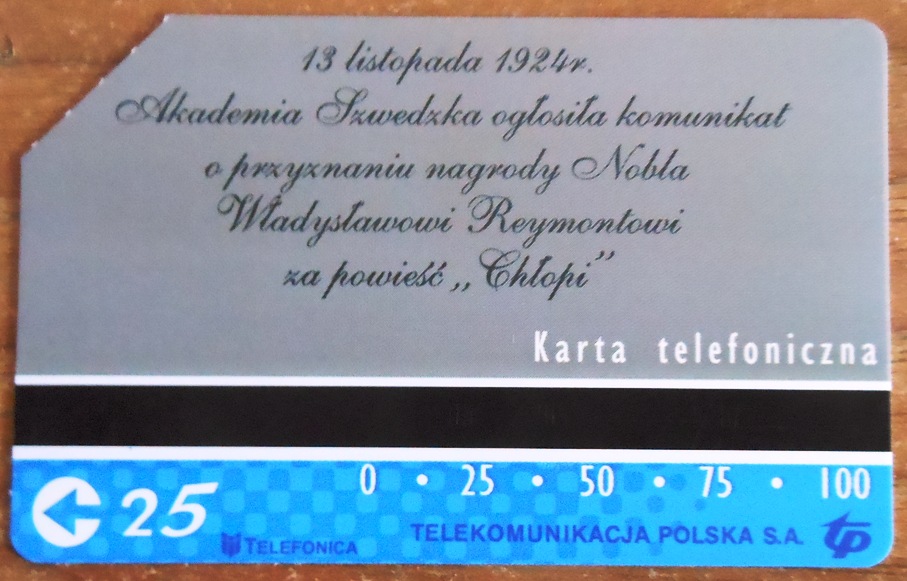 13 listopada 1924r.
Akademia Szwedzka ogłosiła komunikat
o przyznaniu nagrody Nobla
Władysławowi Reymontowi
za powieść „Chłopi”
Karta telefoniczna
0 • 25 • 50 • 75 • 100
25
TELEFONICA
TELEKOMUNIKACJA POLSKA S.A.
tp